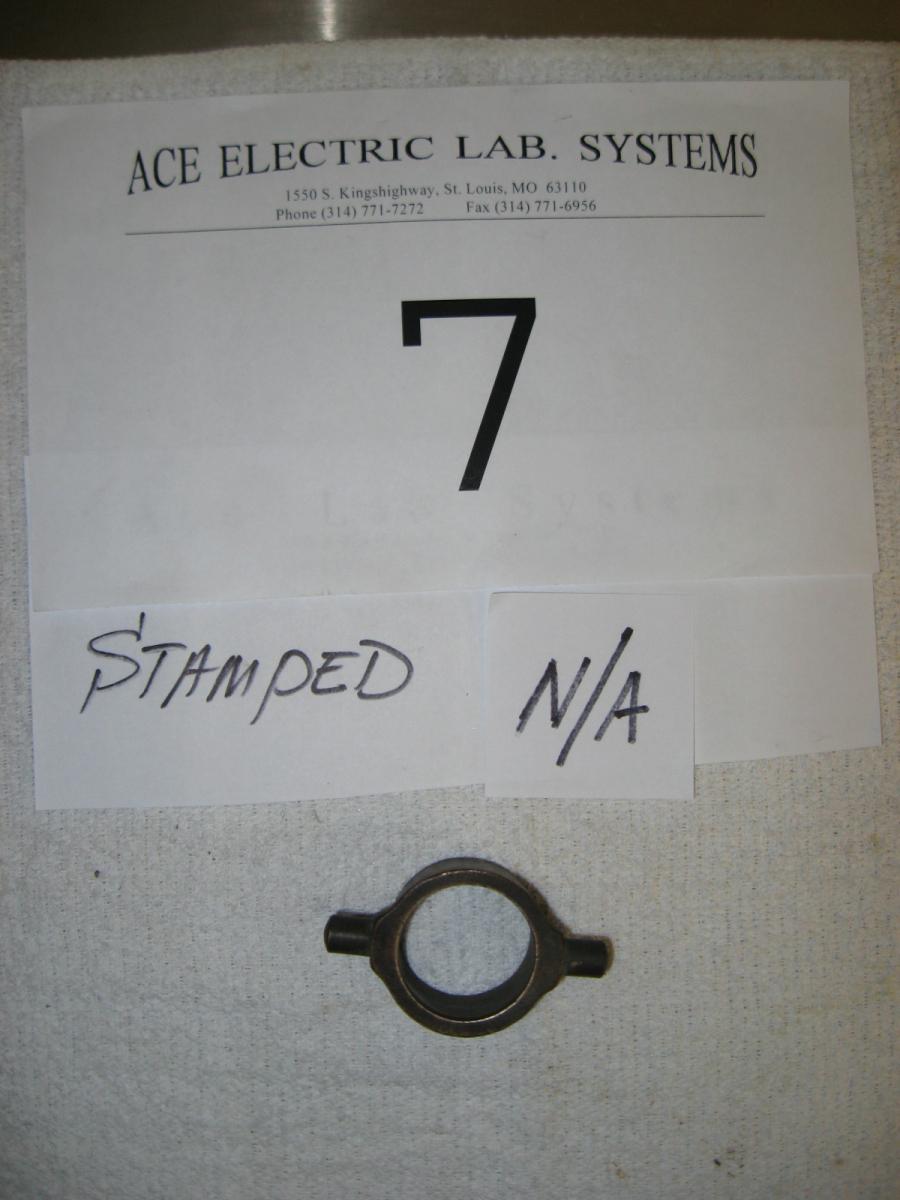 ACE ELECTRIC LAB. SYSTEMS
1550 S. Kingshighway, St. Louis, MO 63110
Phone (314) 771-7272 Fax (314) 771-6956
7
STAMPED N/A